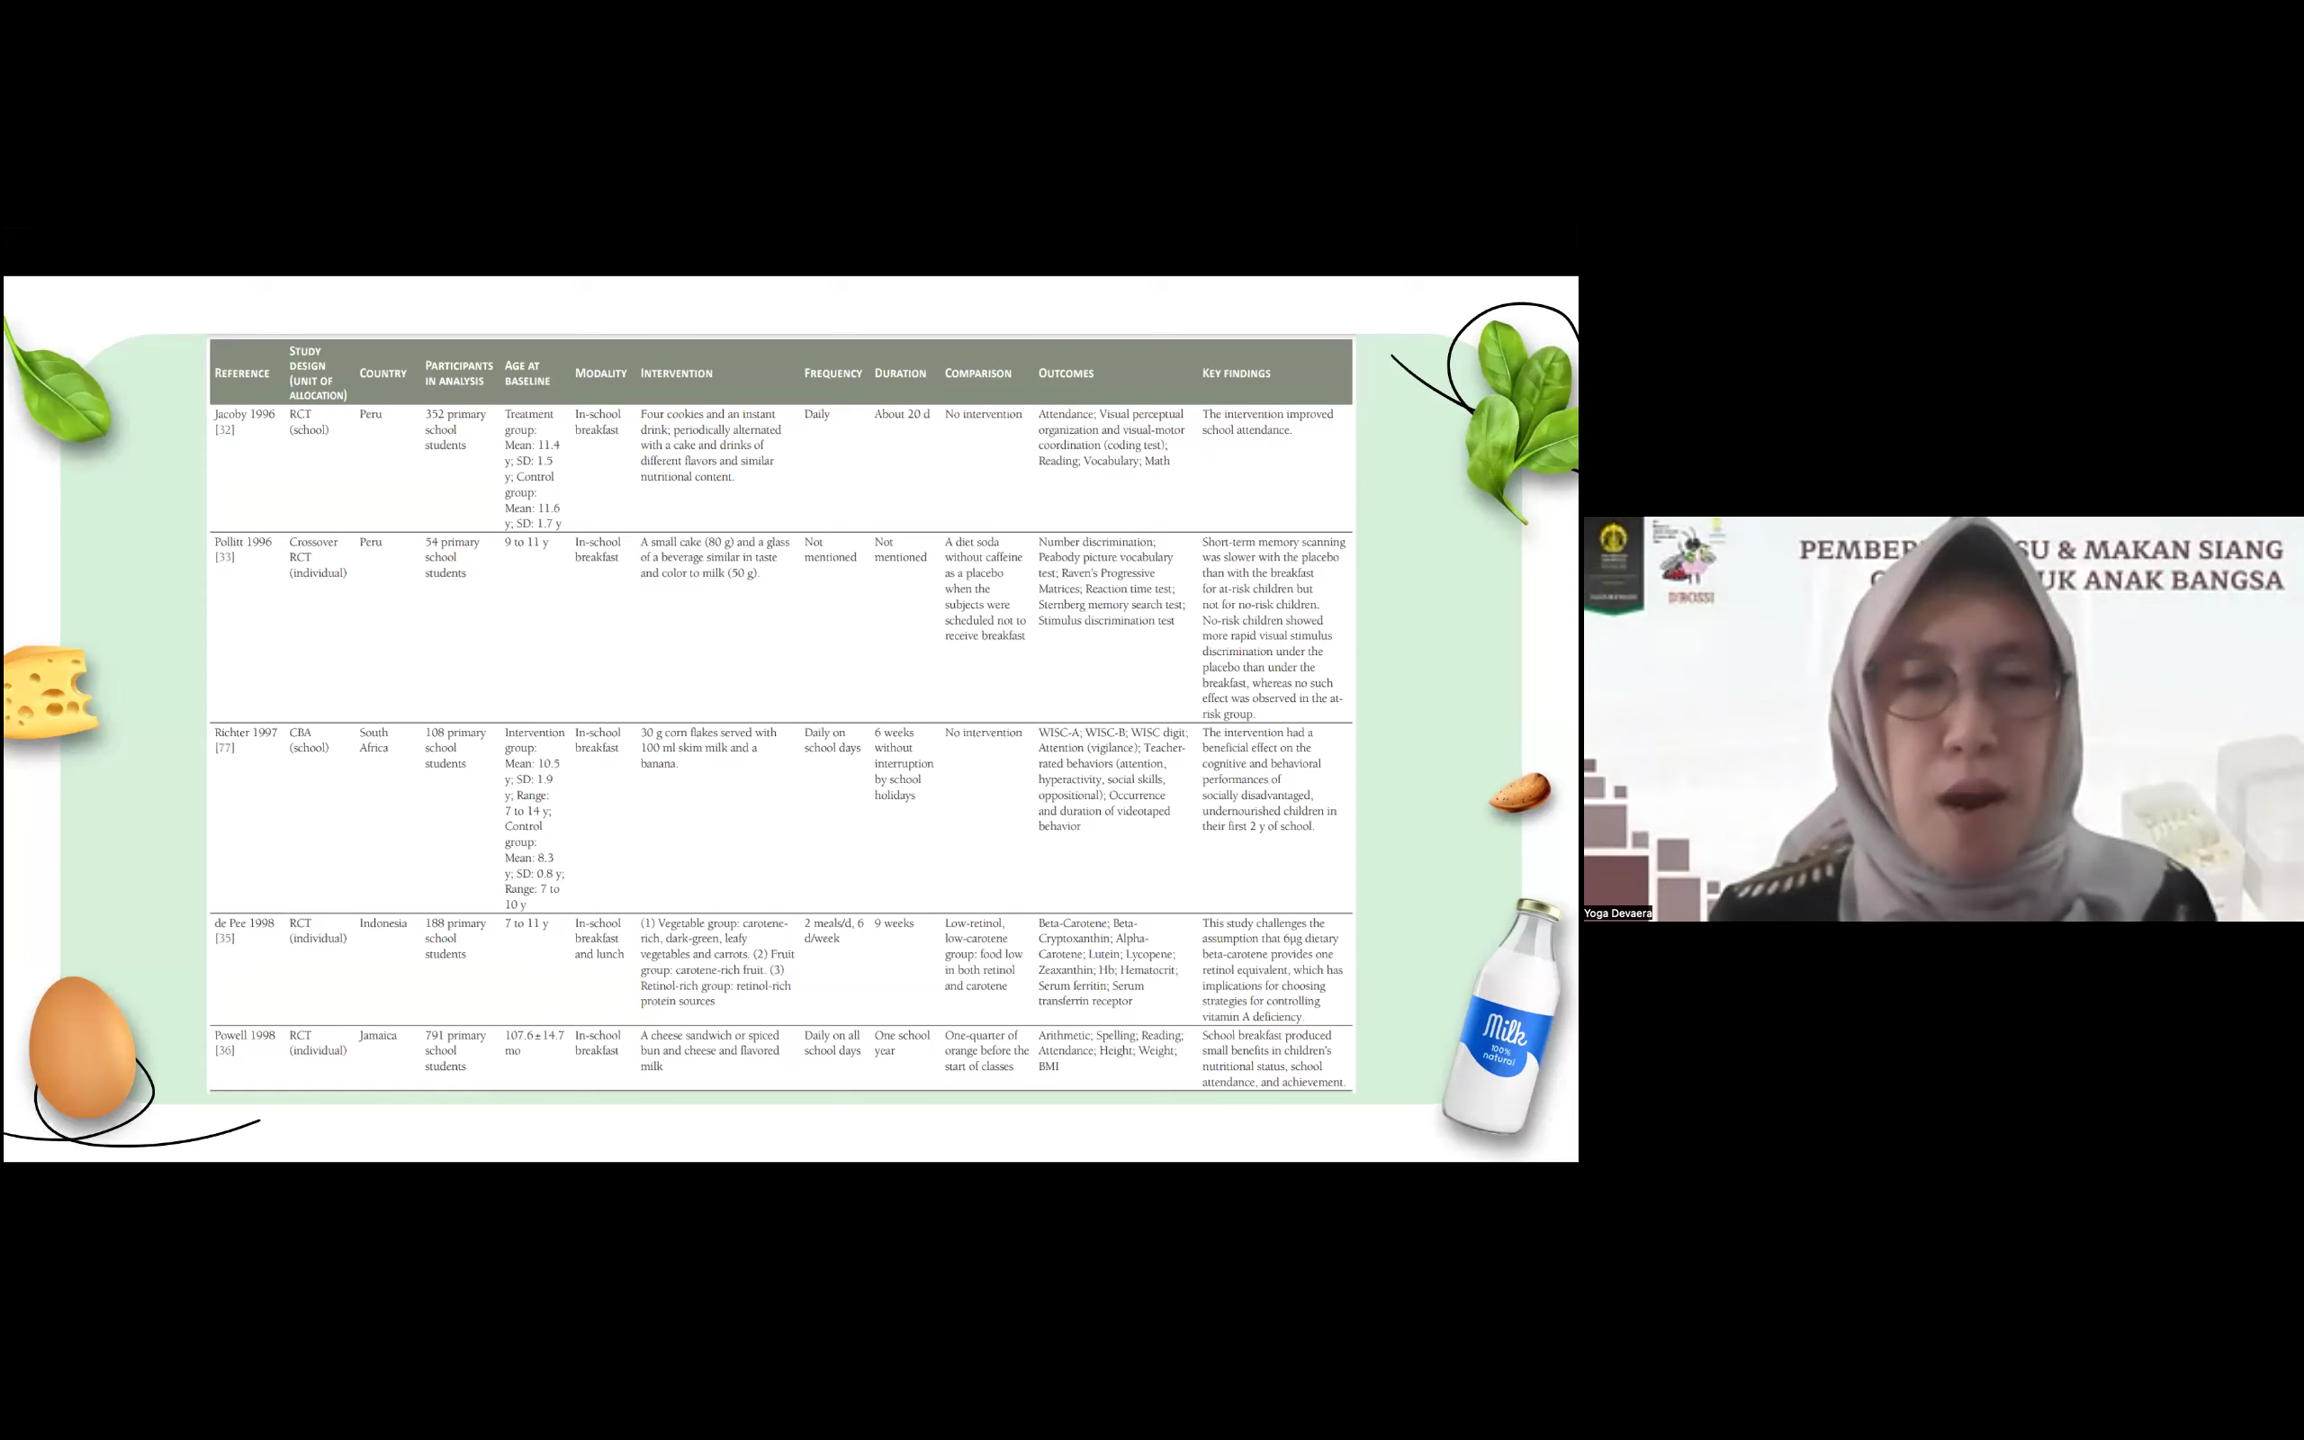 REFERENCE
STUDY
DESIGN
(UNIT OF
ALLOCATION)
COUNTRY
PARTICIPANTS
IN ANALYSIS
AGE AT
BASELINE
MODALITY
INTERVENTION
FREQUENCY
DURATION
COMPARISON
OUTCOMES
KEY FINDINGS
Jacoby 1996
[32]
RCT
(school)
Peru
352 primary
school
students
Treatment
group:
Mean: 11.4
y; SD: 1.5
y; Control
group:
Mean: 11.6
y; SD: 1.7 y
In-school
breakfast
Four cookies and an instant
drink; periodically alternated
with a cake and drinks of
different flavors and similar
nutritional content.
Daily
About 20 d
No intervention
Attendance; Visual perceptual
organization and visual-motor
coordination (coding test);
Reading; Vocabulary; Math
The intervention improved
school attendance.
Pollitt 1996
[33]
Crossover
RCT
(individual)
Peru
54 primary
school
students
9 to 11 y
In-school
breakfast
A small cake (80 g) and a glass
of a beverage similar in taste
and color to milk (50 g).
Not
mentioned
Not
mentioned
A diet soda
without caffeine
as a placebo
when the
subjects were
scheduled not to
receive breakfast
Number discrimination;
Peabody picture vocabulary
test; Raven's Progressive
Matrices; Reaction time test;
Sternberg memory search test;
Stimulus discrimination test
Short-term memory scanning
was slower with the placebo
than with the breakfast
for at-risk children but
not for no-risk children.
No-risk children showed
more rapid visual stimulus
discrimination under the
placebo than under the
breakfast, whereas no such
effect was observed in the at-
risk group.
Richter 1997
[77]
CBA
(school)
South
Africa
108 primary
school
students
Intervention
group:
Mean: 10.5
y; SD: 1.9
y; Range:
7 to 14 y;
Control
group:
Mean: 8.3
y; SD: 0.8 y;
Range: 7 to
10 y
In-school
breakfast
30 g corn flakes served with
100 ml skim milk and a
banana.
Daily on
school days
6 weeks
without
interruption
by school
holidays
No intervention
WISC-A; WISC-B; WISC digit;
Attention (vigilance); Teacher-
rated behaviors (attention,
hyperactivity, social skills,
oppositional); Occurrence
and duration of videotaped
behavior
The intervention had a
beneficial effect on the
cognitive and behavioral
performances of
socially disadvantaged,
undernourished children in
their first 2 y of school.
de Pee 1998
[35]
RCT
(individual)
Indonesia
188 primary
school
students
7 to 11 y
In-school
breakfast
and lunch
(1) Vegetable group: carotene-
rich, dark-green, leafy
vegetables and carrots. (2) Fruit
group: carotene-rich fruit. (3)
Retinol-rich group: retinol-rich
protein sources
2 meals/d, 6
d/week
9 weeks
Low-retinol,
low-carotene
group: food low
in both retinol
and carotene
Beta-Carotene; Beta-
Cryptoxanthin; Alpha-
Carotene; Lutein; Lycopene;
Zeaxanthin; Hb; Hematocrit;
Serum ferritin; Serum
transferrin receptor
This study challenges the
assumption that 6μg dietary
beta-carotene provides one
retinol equivalent, which has
implications for choosing
strategies for controlling
vitamin A deficiency.
Powell 1998
[36]
RCT
(individual)
Jamaica
791 primary
school
students
107.6±14.7
mo
In-school
breakfast
A cheese sandwich or spiced
bun and cheese and flavored
milk
Daily on all
school days
One school
year
One-quarter of
orange before the
start of classes
Arithmetic; Spelling; Reading,
Attendance; Height; Weight;
BMI
School breakfast produced
small benefits in children's
nutritional status, school
attendance, and achievement.
Milk
100%
natural
PEMBER SU & MAKAN SIANG
G UK ANAK BANGSA
D'ROSSI
Yoga Devaera